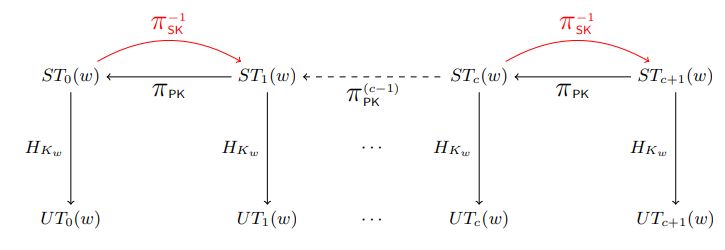 π_SK^{-1} π_SK^{-1}
ST_0(w) ST_1(w) ST_c(w) ST_{c+1}(w)
π_PK π_PK^{(c−1)} π_PK
H_{K_w} H_{K_w} ⋯ H_{K_w} H_{K_w}
UT_0(w) UT_1(w) ⋯ UT_c(w) UT_{c+1}(w)